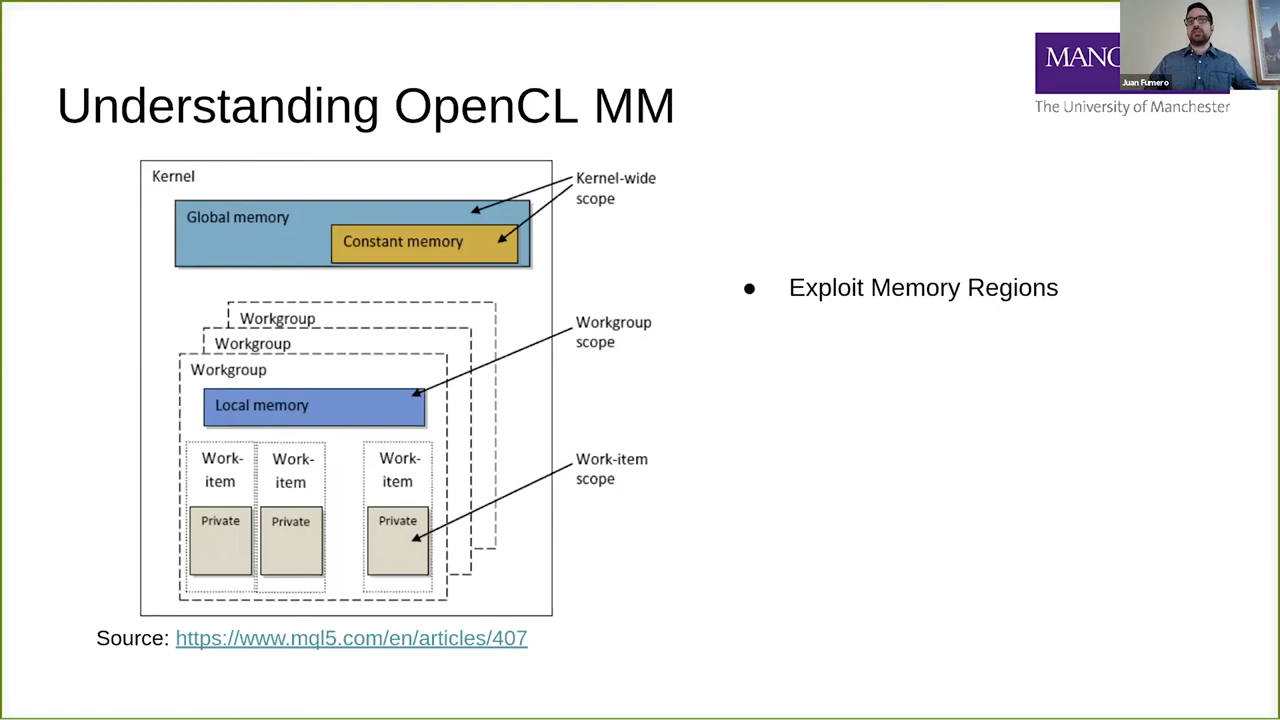 MANC
Juan Fumero
The University of Manchester
Understanding OpenCL MM
Kernel
Global memory
Constant memory
Kernel-wide
scope
Workgroup
Workgroup
Workgroup
Local memory
Workgroup
scope
Work-
item
Work-
item
Work-
item
Private
Private
Private
Work-item
scope
● Exploit Memory Regions
Source: https://www.mql5.com/en/articles/407